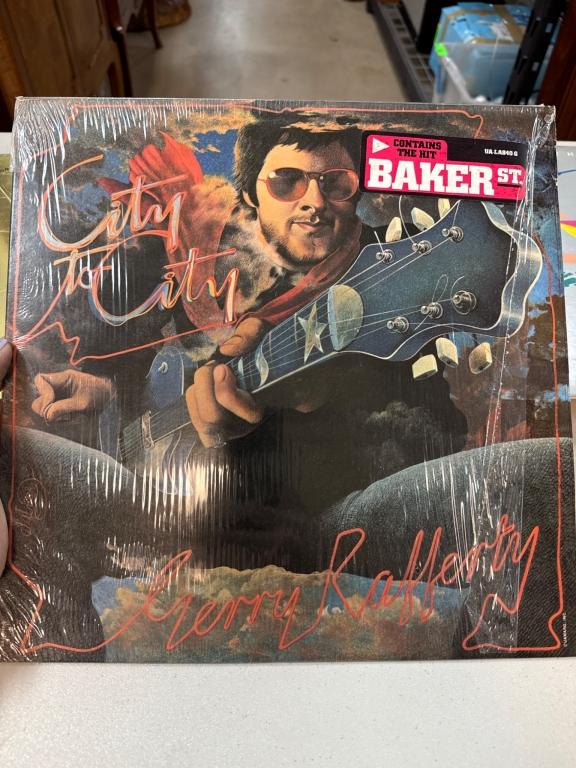 City
to City
CONTAINS
THE HIT
UA-LA840 G
BAKER ST.
Gerry Rafferty